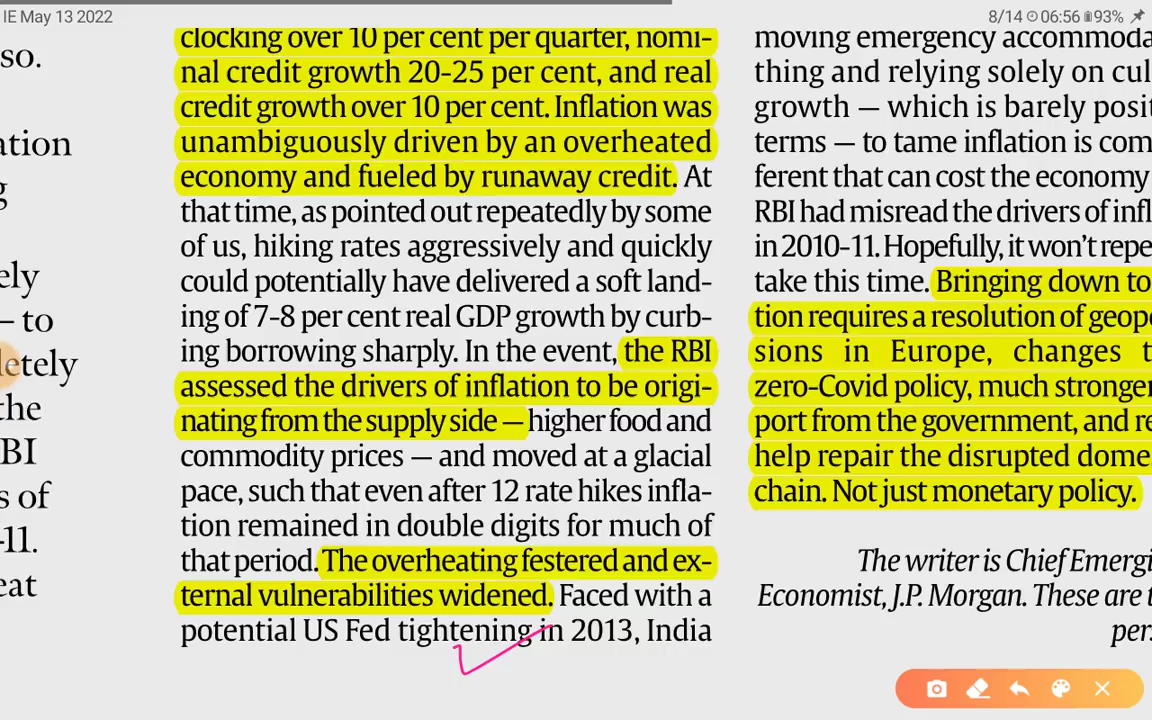 IE May 13 2022
8/14 06:56 93%
so.
ation
g
ely
– to
letely
the
BI
s of
-11.
eat
clocking over 10 per cent per quarter, nomi-
nal credit growth 20-25 per cent, and real
credit growth over 10 per cent. Inflation was
unambiguously driven by an overheated
economy and fueled by runaway credit. At
that time, as pointed out repeatedly by some
of us, hiking rates aggressively and quickly
could potentially have delivered a soft land-
ing of 7-8 per cent real GDP growth by curb-
ing borrowing sharply. In the event, the RBI
assessed the drivers of inflation to be origi-
nating from the supply side — higher food and
commodity prices — and moved at a glacial
pace, such that even after 12 rate hikes infla-
tion remained in double digits for much of
that period. The overheating festered and ex-
ternal vulnerabilities widened. Faced with a
potential US Fed tightening in 2013, India
moving emergency accommoda
thing and relying solely on cul
growth — which is barely posit
terms — to tame inflation is com
ferent that can cost the economy
RBI had misread the drivers of infl
in 2010-11. Hopefully, it won't repe
take this time. Bringing down to
tion requires a resolution of geop
sions in Europe, changes t
zero-Covid policy, much stronger
port from the government, and re
help repair the disrupted dome
chain. Not just monetary policy.
The writer is Chief Emergi
Economist, J.P. Morgan. These are t
per.